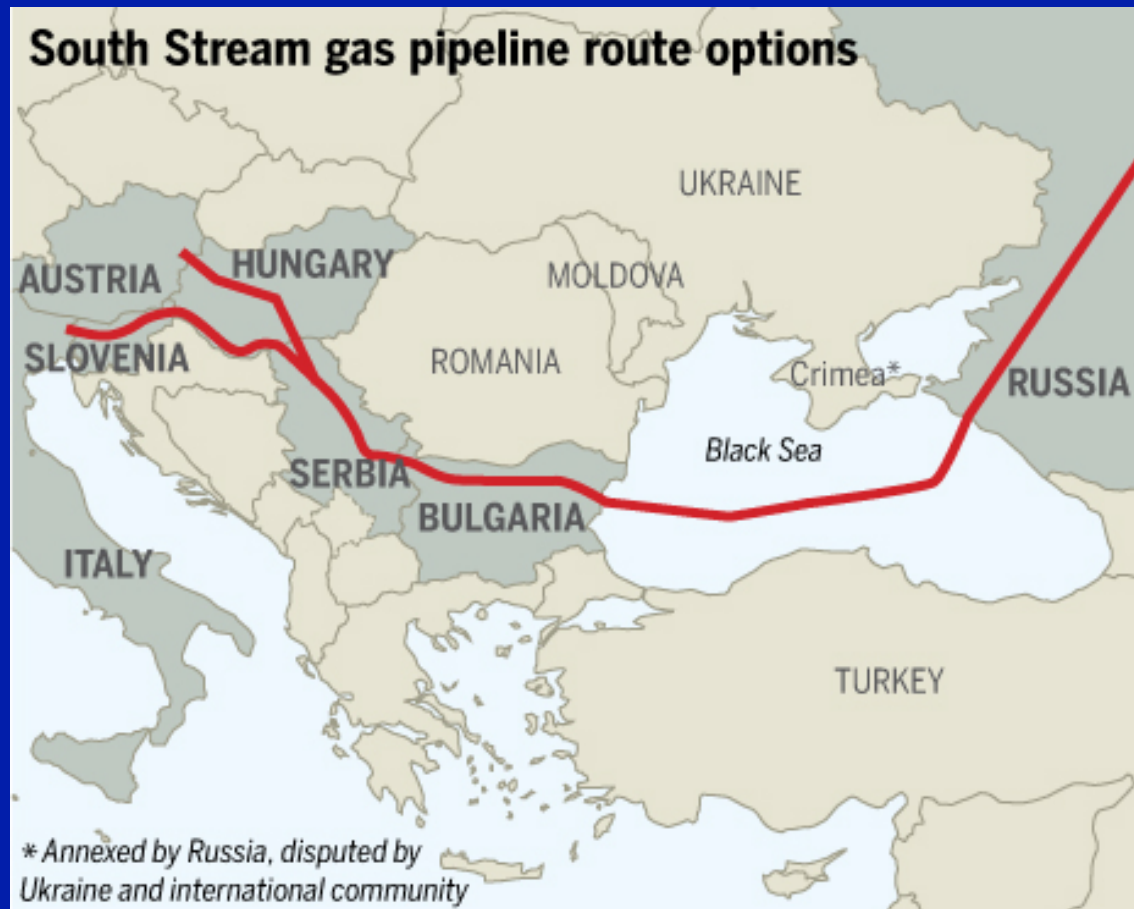 South Stream gas pipeline route options
UKRAINE
HUNGARY
AUSTRIA
MOLDOVA
SLOVENIA
ROMANIA
Crimea*
RUSSIA
Black Sea
SERBIA
BULGARIA
ITALY
TURKEY
* Annexed by Russia, disputed by
Ukraine and international community